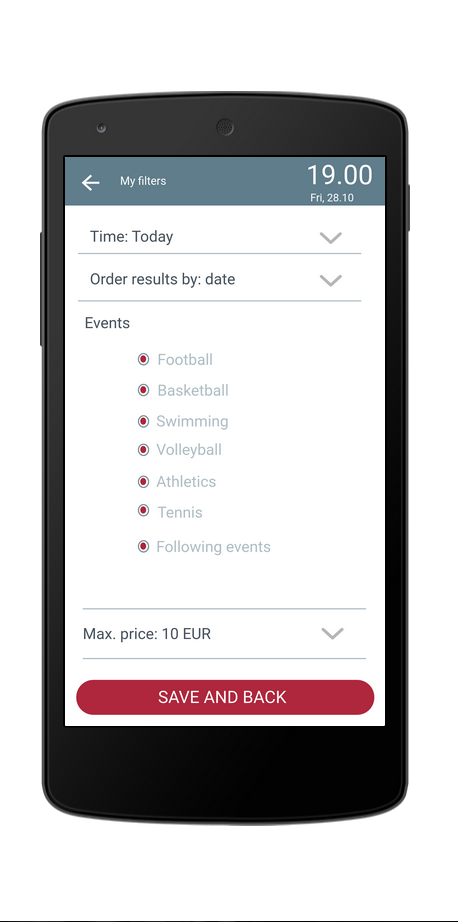 My filters
19.00
Fri, 28.10
Time: Today
Order results by: date
Events
Football
Basketball
Swimming
Volleyball
Athletics
Tennis
Following events
Max. price: 10 EUR
SAVE AND BACK